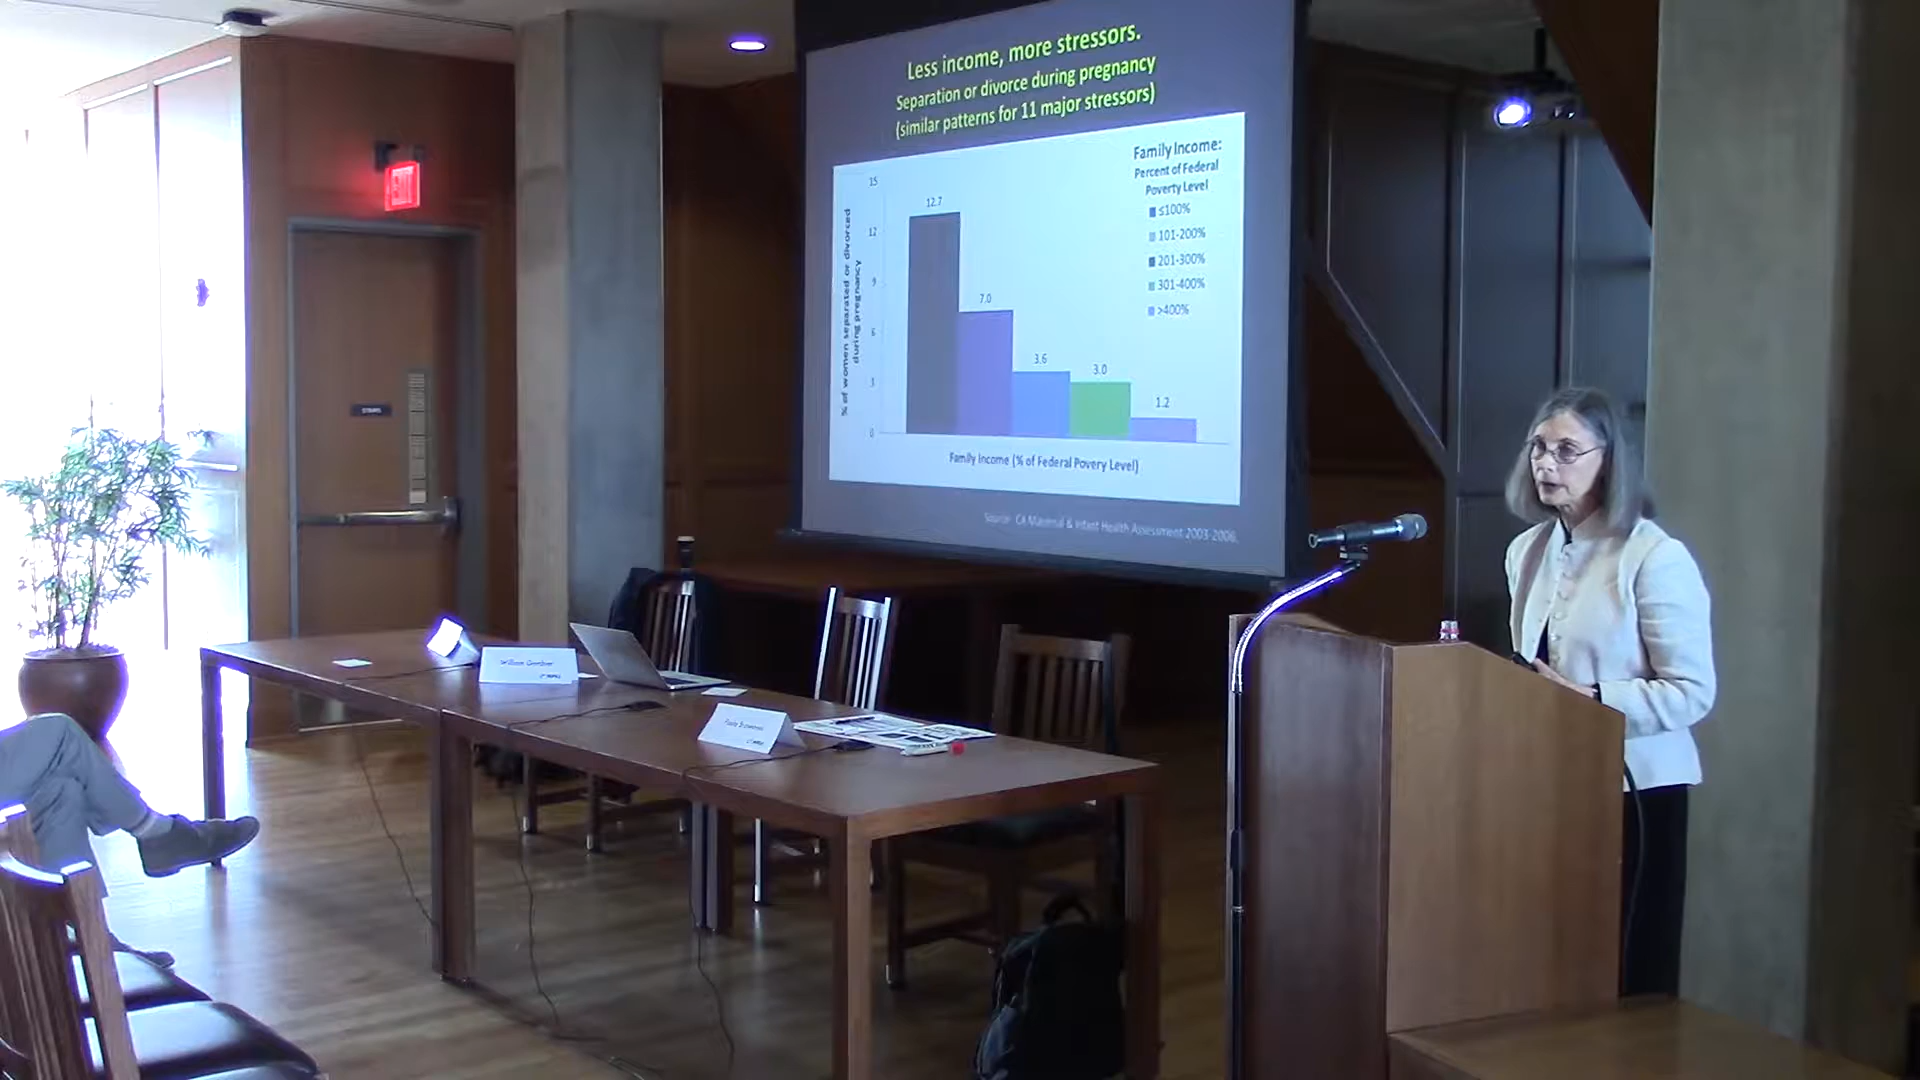 Less income, more stressors.
Separation or divorce during pregnancy
(similar patterns for 11 major stressors)
Family Income:
Percent of Federal
Poverty Level
≤100%
101-200%
201-300%
301-400%
>400%
% of women separated or divorced
during pregnancy
15
12
9
6
3
0
12.7
7.0
3.6
3.0
1.2
Family Income (% of Federal Povery Level)
Source: CA Maternal & Infant Health Assessment 2003-2006.
EXIT
STAIRS